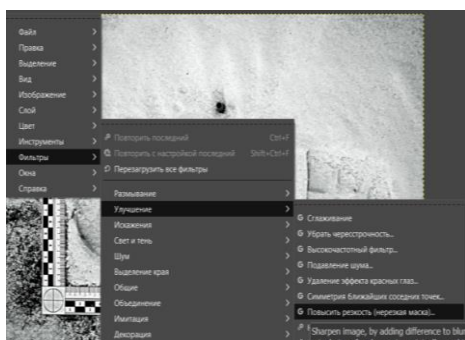 Файл
Правка
Выделение
Вид
Изображение
Слой
Цвет
Инструменты
Фильтры
Окна
Справка
Повторить последний Ctrl+F
Повторить с настройкой последний Shift+Ctrl+F
Перезагрузить все фильтры
Размывание
Улучшение
Искажения
Свет и тень
Шум
Выделение края
Общие
Объединение
Имитация
Декорация
Сглаживание
Убрать чересстрочность...
Высокочастотный фильтр...
Подавление шума...
Удаление эффекта красных глаз...
Симметрия ближайших соседних точек...
Повысить резкость (нерезкая маска)...
Sharpen image, by adding difference to blur